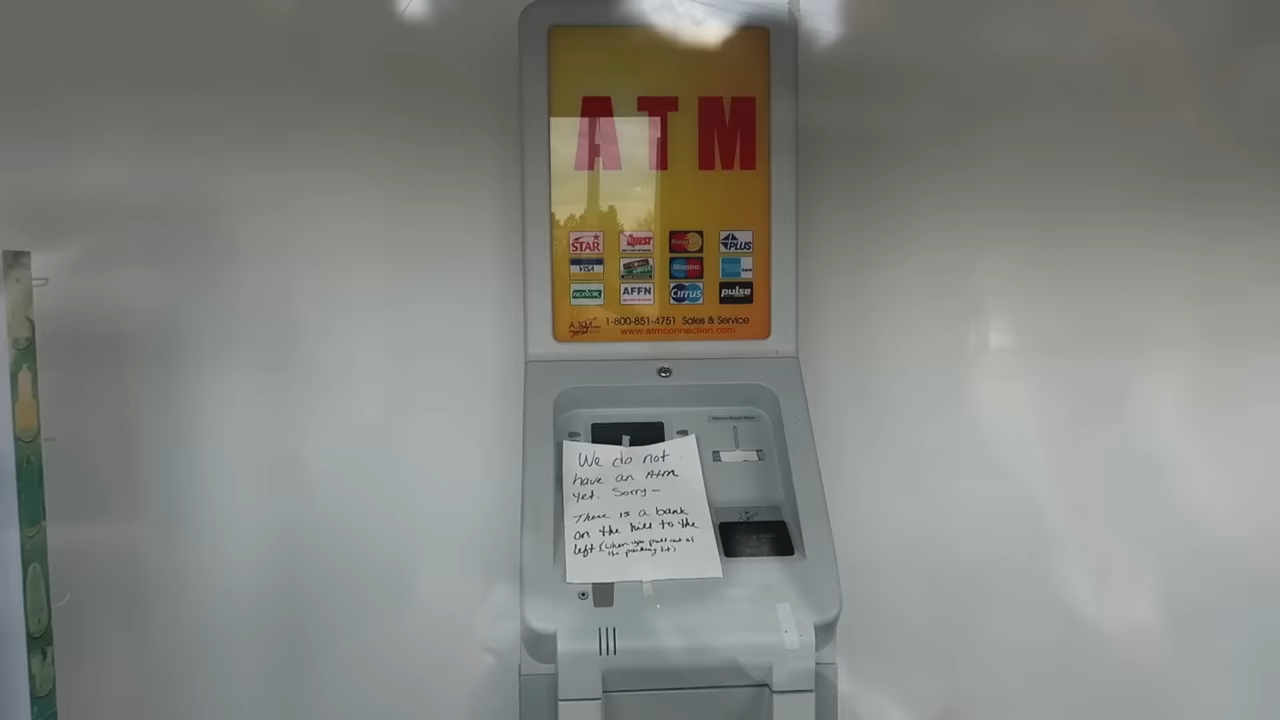 ATM
STAR QUEST MasterCard PLUS
VISA Maestro
HONOR AFFN Cirrus pulse
1-800-851-4751 Sales & Service
www.atmconnection.com
We do not
have an Atm
yet. Sorry–
There is a bank
on the hill to the
left (when you pull out of
the parking lot)